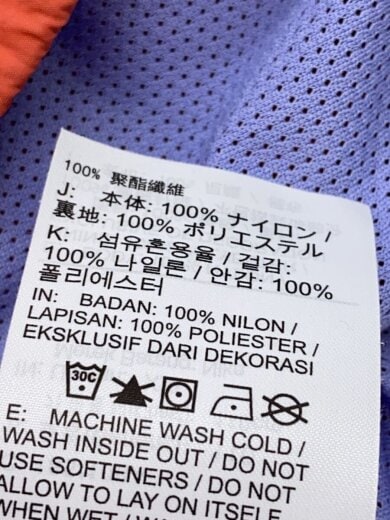 100% 聚酯纖維
J: 本体: 100% ナイロン /
裏地: 100% ポリエステル
K: 섬유혼용율 / 겉감:
100% 나일론 / 안감: 100%
폴리에스터
IN: BADAN: 100% NILON /
LAPISAN: 100% POLIESTER /
EKSKLUSIF DARI DEKORASI
30C
E: MACHINE WASH COLD /
WASH INSIDE OUT / DO NOT
USE SOFTENERS / DO NOT
ALLOW TO LAY ON ITSELF
WHEN WET /